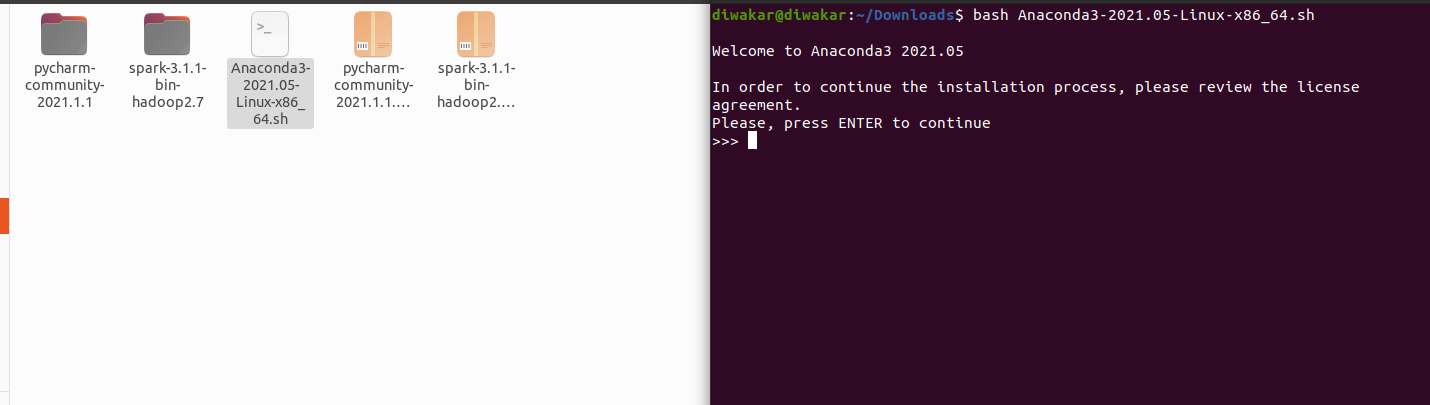 pycharm-
community-
2021.1.1
spark-3.1.1-
bin-
hadoop2.7
>_
Anaconda3-
2021.05-
Linux-x86_
64.sh
pycharm-
community-
2021.1.1.…
spark-3.1.1-
bin-
hadoop2.…
diwakar@diwakar:~/Downloads$ bash Anaconda3-2021.05-Linux-x86_64.sh
Welcome to Anaconda3 2021.05
In order to continue the installation process, please review the license
agreement.
Please, press ENTER to continue
>>>